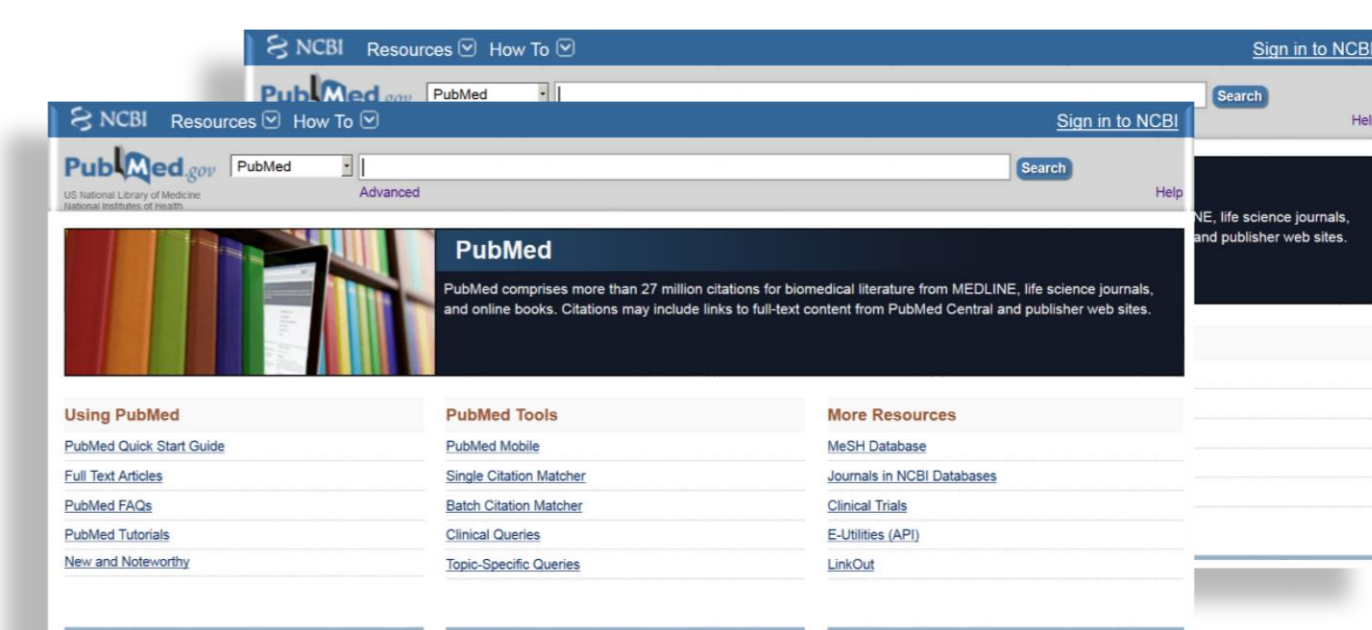 NCBI Resources How To Sign in to NCBI
PubMed.gov PubMed Search
Hel
NE, life science journals,
and publisher web sites.
NCBI Resources How To Sign in to NCBI
PubMed.gov PubMed Search
US National Library of Medicine
National Institutes of Health
Advanced Help
PubMed
PubMed comprises more than 27 million citations for biomedical literature from MEDLINE, life science journals,
and online books. Citations may include links to full-text content from PubMed Central and publisher web sites.
Using PubMed
PubMed Quick Start Guide
Full Text Articles
PubMed FAQs
PubMed Tutorials
New and Noteworthy
PubMed Tools
PubMed Mobile
Single Citation Matcher
Batch Citation Matcher
Clinical Queries
Topic-Specific Queries
More Resources
MeSH Database
Journals in NCBI Databases
Clinical Trials
E-Utilities (API)
LinkOut